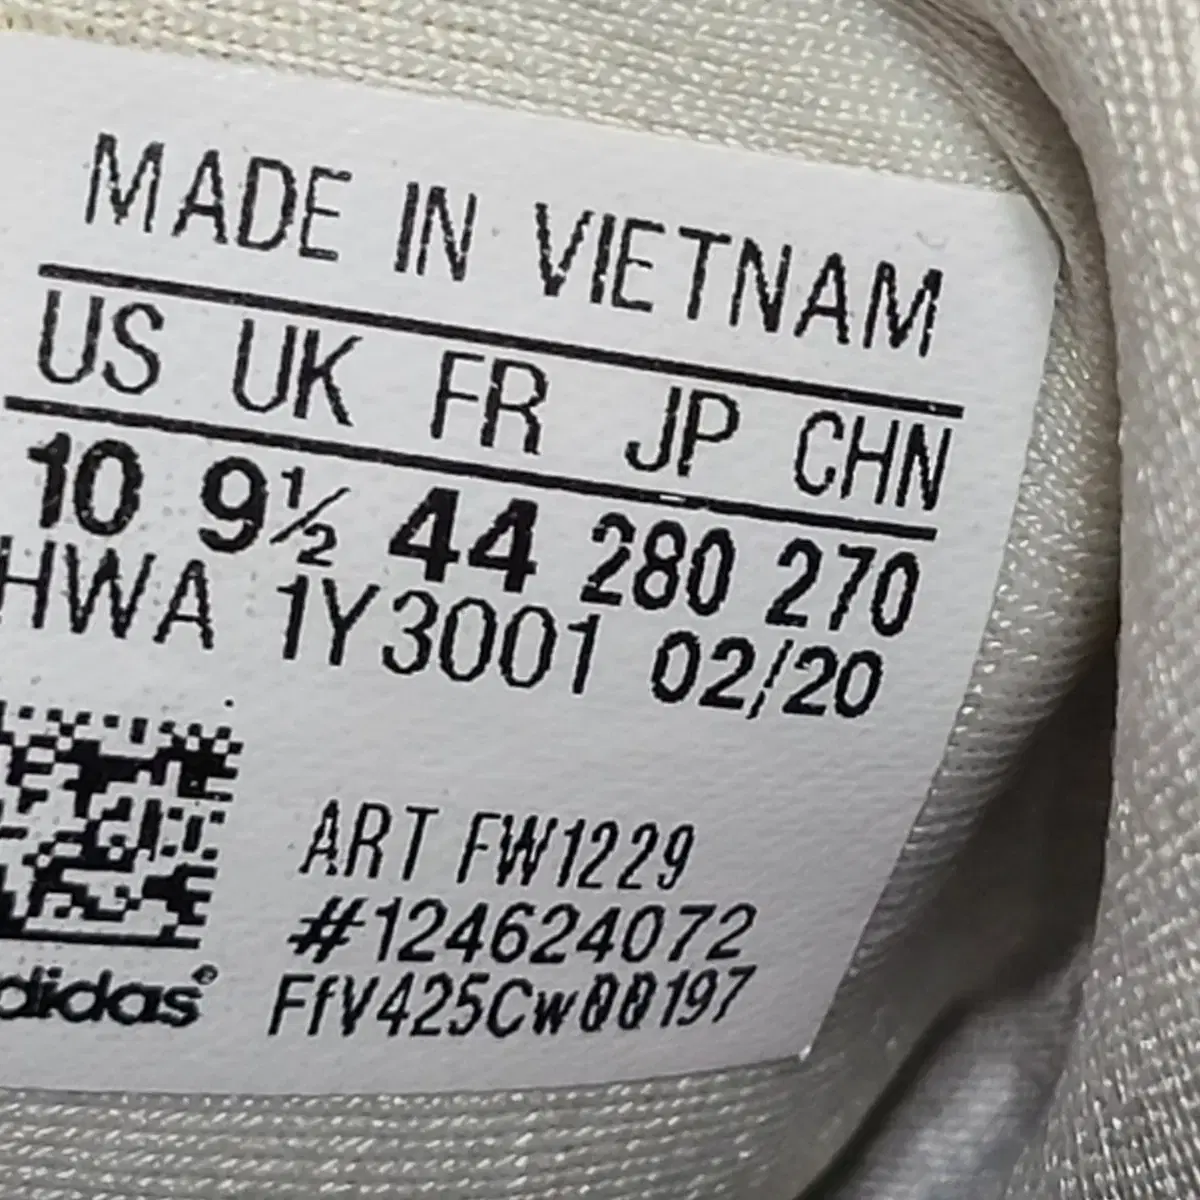 MADE IN VIETNAM
US UK FR JP CHN
10 9½ 44 280 270
HWA 1Y3001 02/20
ART FW1229
#124624072
FfV425Cw00197
adidas®